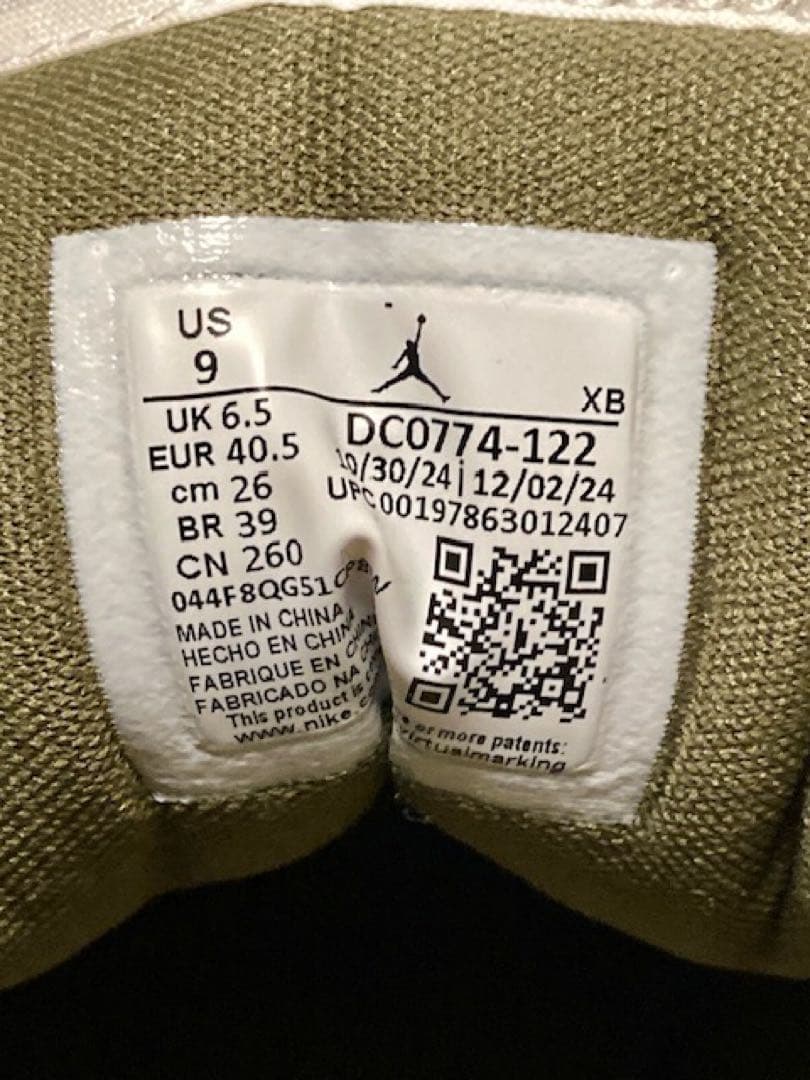 US
9
XB
UK 6.5
EUR 40.5
cm 26
BR 39
CN 260
DC0774-122
10/30/24 | 12/02/24
UPC 00197863012407
044F8QG51
MADE IN CHINA
HECHO EN CHINA
FABRIQUE EN
FABRICADO NA
This product is
www.nike.
or more patents:
virtualmarking